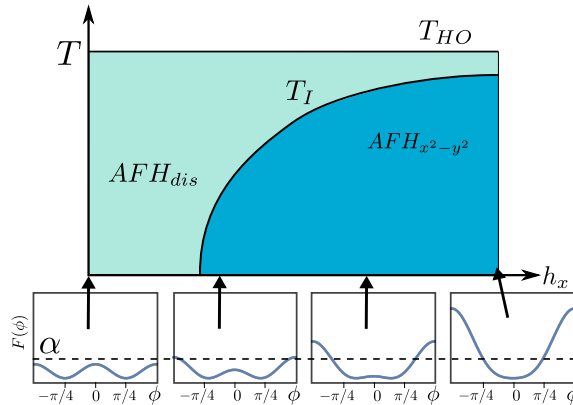 T_{HO}
T
T_I
AFH_{x^2-y^2}
AFH_{dis}
h_x
F(ϕ)
α
−π/4 0 π/4 ϕ −π/4 0 π/4 ϕ −π/4 0 π/4 ϕ −π/4 0 π/4 ϕ